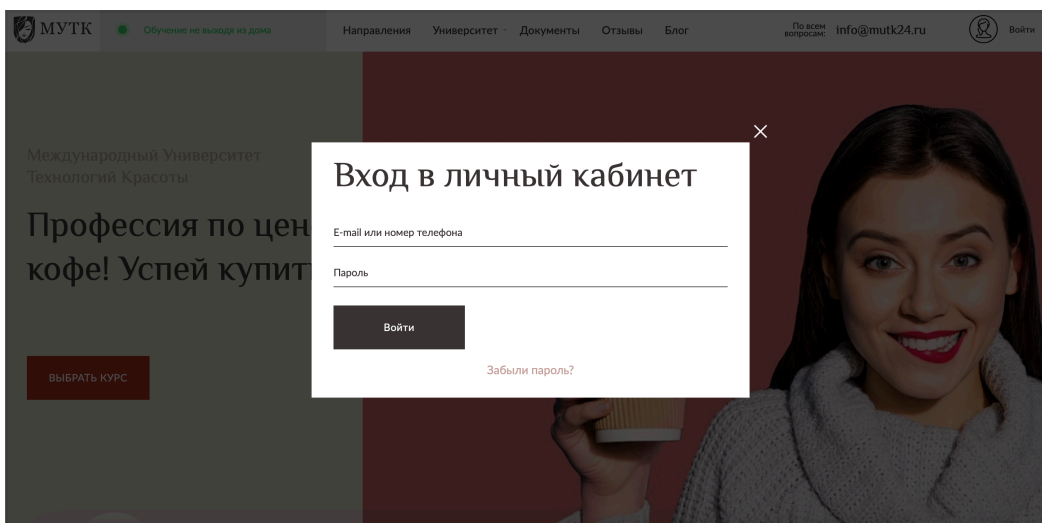 МУТК
Обучение не выходя из дома
Направления
Университет
Документы
Отзывы
Блог
По всем
вопросам:
info@mutk24.ru
Войти
Международный Университет
Технологий Красоты
Профессия по цен
кофе! Успей купит
ВЫБРАТЬ КУРС
Вход в личный кабинет
E-mail или номер телефона
Пароль
Войти
Забыли пароль?